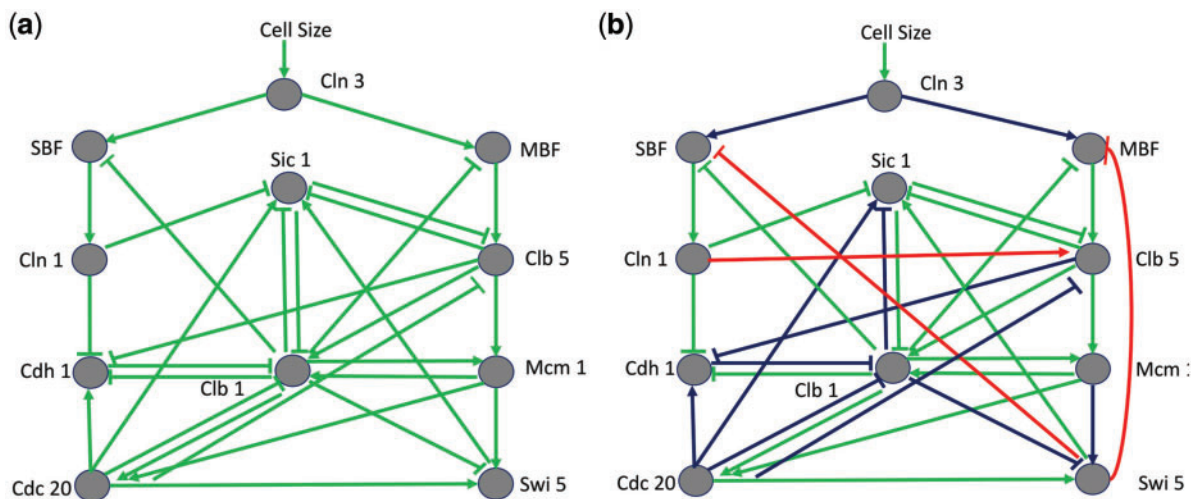 (a)
Cell Size
Cln 3
SBF
MBF
Sic 1
Cln 1
Clb 5
Cdh 1
Clb 1
Mcm 1
Cdc 20
Swi 5
(b)
Cell Size
Cln 3
SBF
MBF
Sic 1
Cln 1
Clb 5
Cdh 1
Clb 1
Mcm 1
Cdc 20
Swi 5